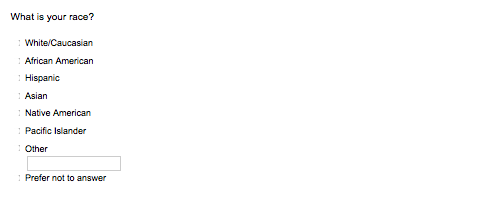 What is your race?
White/Caucasian
African American
Hispanic
Asian
Native American
Pacific Islander
Other
Prefer not to answer